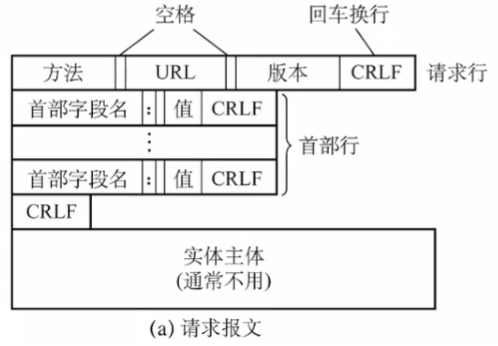 空格 回车换行
方法 URL 版本 CRLF 请求行
首部字段名 : 值 CRLF
⋮ 首部行
首部字段名 : 值 CRLF
CRLF
实体主体
(通常不用)
(a) 请求报文